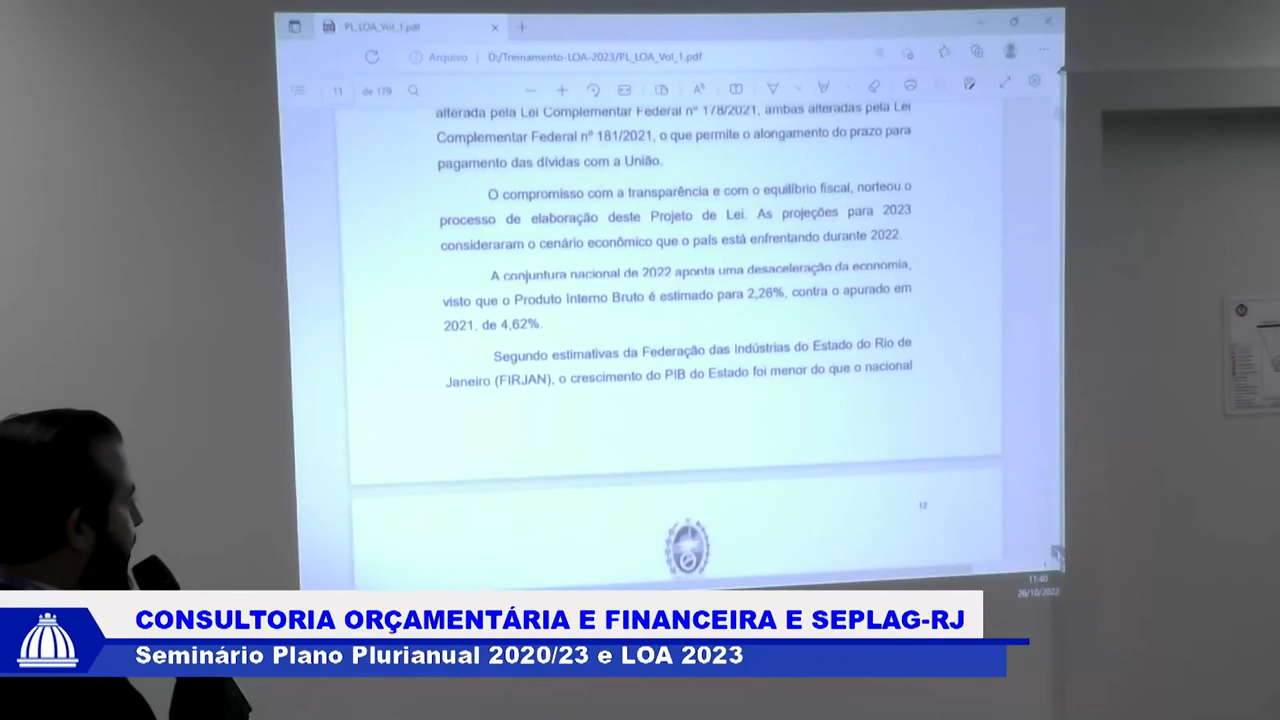 PL_LOA_Vol_1.pdf
Arquivo | D:/Treinamento-LOA-2023/PL_LOA_Vol_1.pdf
11 de 179
alterada pela Lei Complementar Federal nº 178/2021, ambas alteradas pela Lei
Complementar Federal nº 181/2021, o que permite o alongamento do prazo para
pagamento das dívidas com a União.
O compromisso com a transparência e com o equilíbrio fiscal, norteou o
processo de elaboração deste Projeto de Lei. As projeções para 2023
consideraram o cenário econômico que o país está enfrentando durante 2022.
A conjuntura nacional de 2022 aponta uma desaceleração da economia,
visto que o Produto Interno Bruto é estimado para 2,26%, contra o apurado em
2021, de 4,62%.
Segundo estimativas da Federação das Indústrias do Estado do Rio de
Janeiro (FIRJAN), o crescimento do PIB do Estado foi menor do que o nacional
12
11:40
26/10/2022
CONSULTORIA ORÇAMENTÁRIA E FINANCEIRA E SEPLAG-RJ
Seminário Plano Plurianual 2020/23 e LOA 2023